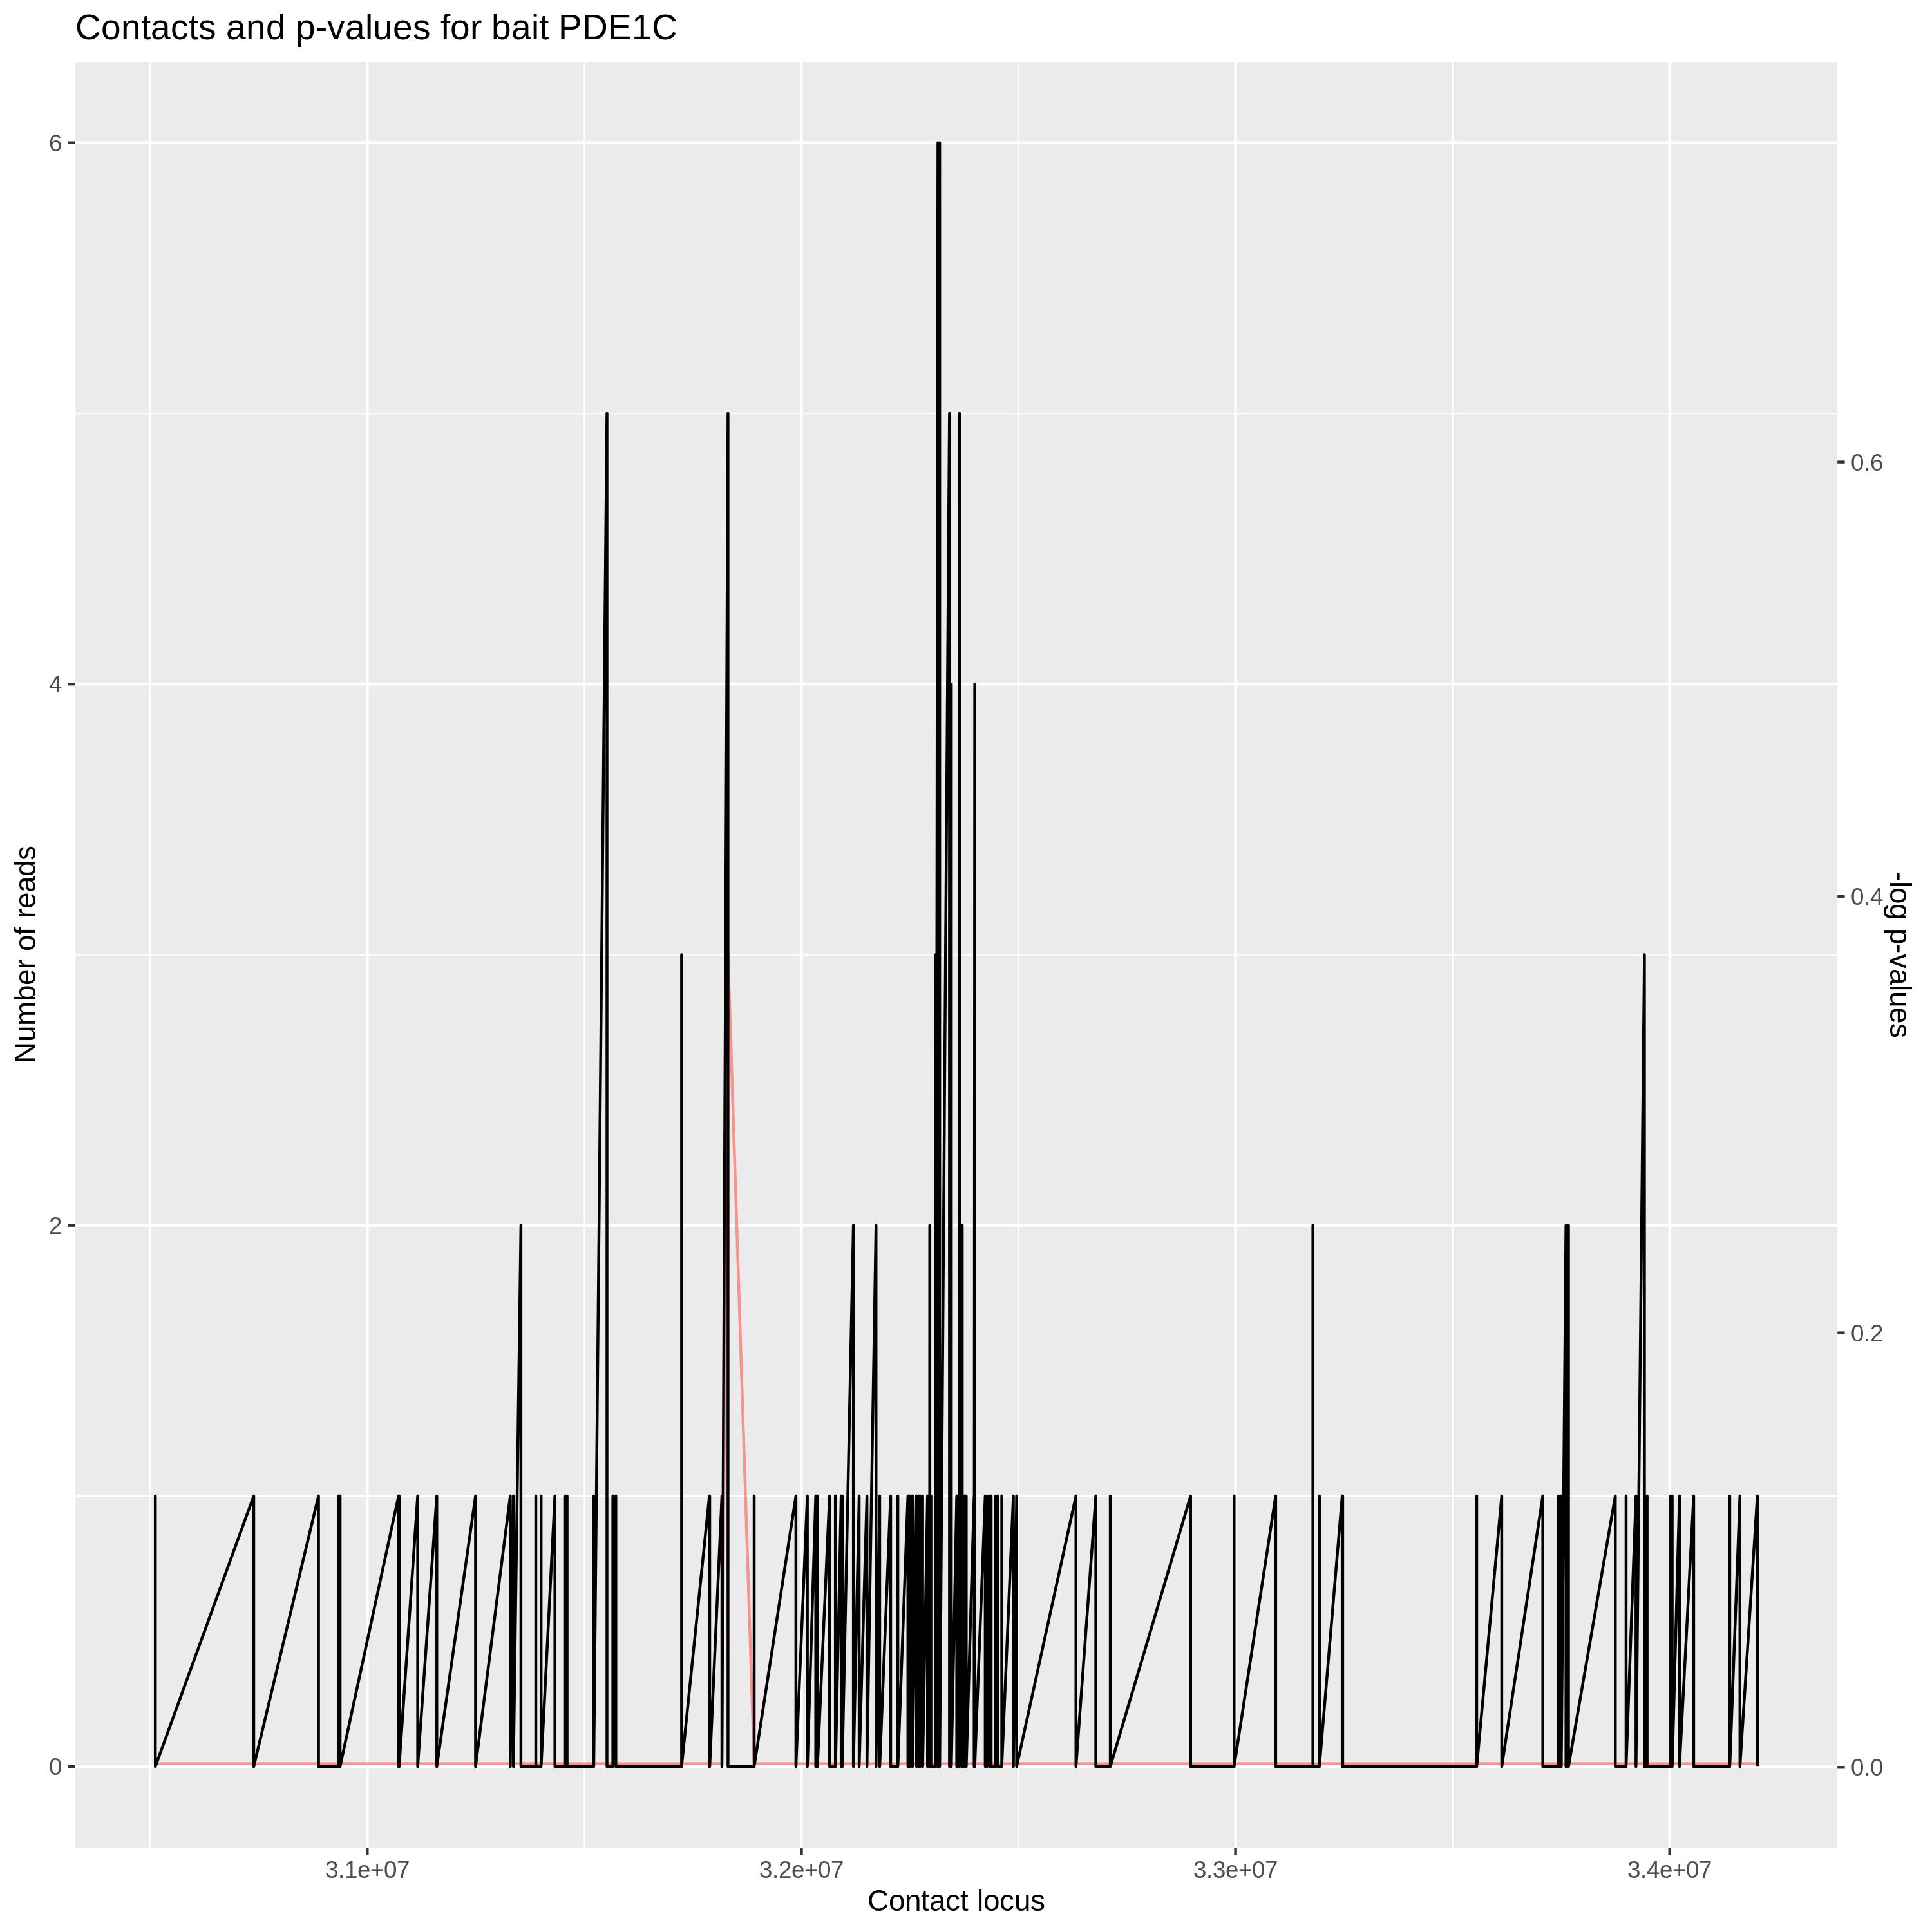 Contacts and p-values for bait PDE1C
6
4
2
0
Number of reads
0.6
0.4
0.2
0.0
-log p-values
3.1e+07 3.2e+07 3.3e+07 3.4e+07
Contact locus